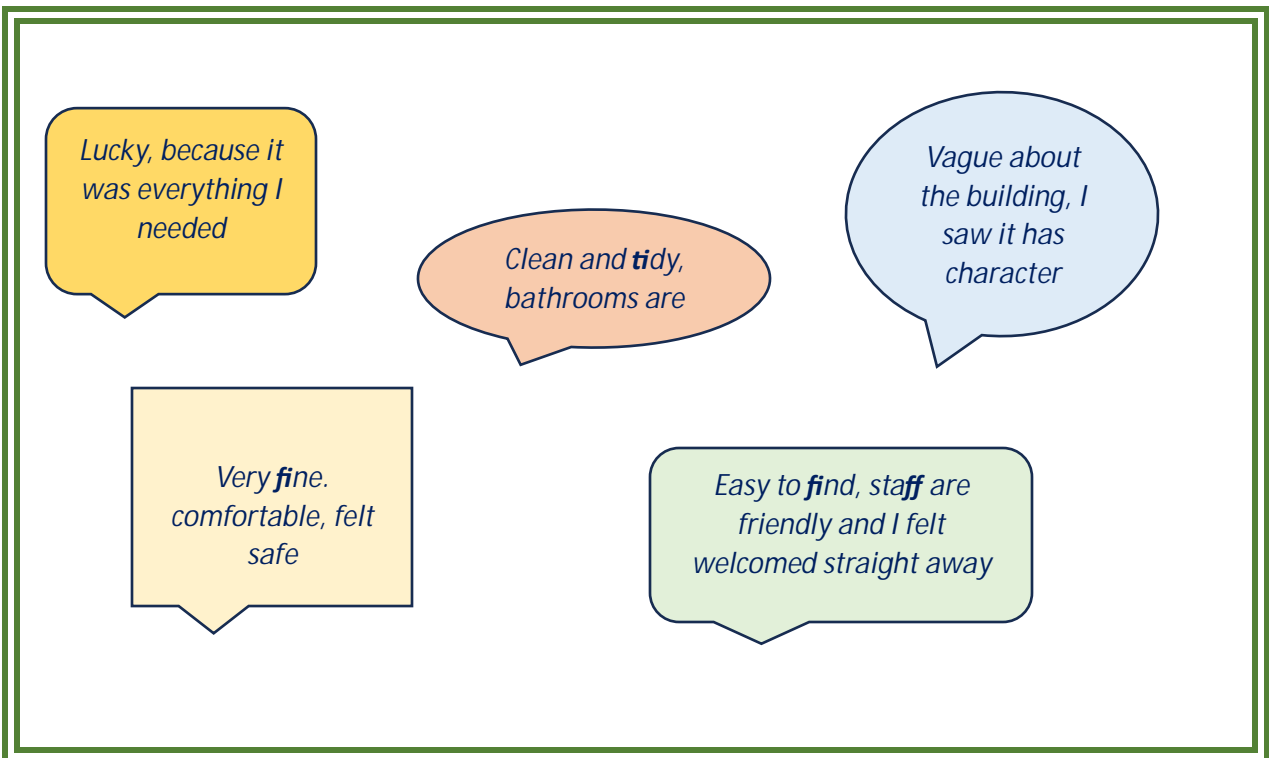 Lucky, because it
was everything I
needed
Clean and tidy,
bathrooms are
Vague about
the building, I
saw it has
character
Very fine.
comfortable, felt
safe
Easy to find, staff are
friendly and I felt
welcomed straight away